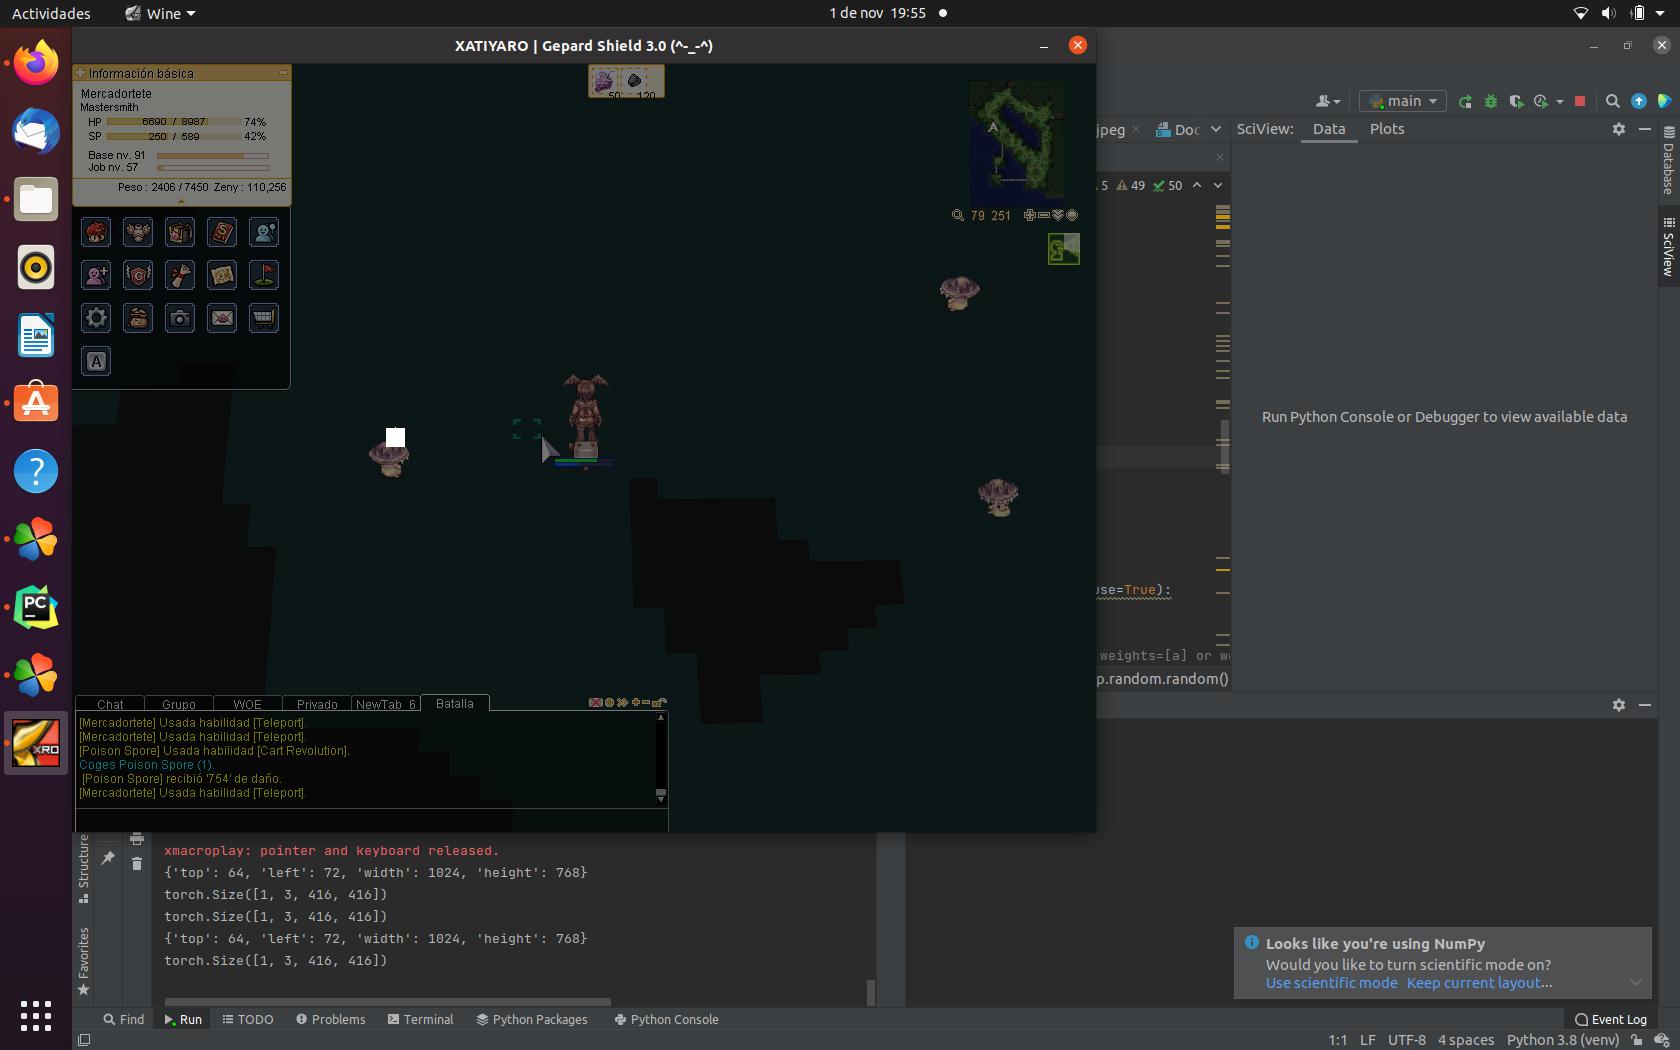 Actividades
Wine
1 de nov 19:55
XATIYARO | Gepard Shield 3.0 (^-_-^)
Información básica
Mercadortete
Mastersmith
HP 6690 / 8987 74%
SP 250 / 589 42%
Base nv. 91
Job nv. 57
Peso : 2406 / 7450 Zeny : 110,256
50 120
79 251
main
jpeg
Doc
SciView: Data Plots
5 49 50
Database
SciView
Run Python Console or Debugger to view available data
use=True):
weights=[a] or w
p.random.random()
Chat Grupo WOE Privado NewTab 6 Batalla
[Mercadortete] Usada habilidad [Teleport].
[Mercadortete] Usada habilidad [Teleport].
[Poison Spore] Usada habilidad [Cart Revolution].
Coges Poison Spore (1).
[Poison Spore] recibió '754' de daño.
[Mercadortete] Usada habilidad [Teleport].
Structure
Favorites
xmacroplay: pointer and keyboard released.
{'top': 64, 'left': 72, 'width': 1024, 'height': 768}
torch.Size([1, 3, 416, 416])
torch.Size([1, 3, 416, 416])
{'top': 64, 'left': 72, 'width': 1024, 'height': 768}
torch.Size([1, 3, 416, 416])
Looks like you're using NumPy
Would you like to turn scientific mode on?
Use scientific mode Keep current layout...
Find Run TODO Problems Terminal Python Packages Python Console
Event Log
1:1 LF UTF-8 4 spaces Python 3.8 (venv)
PC
XRO
A